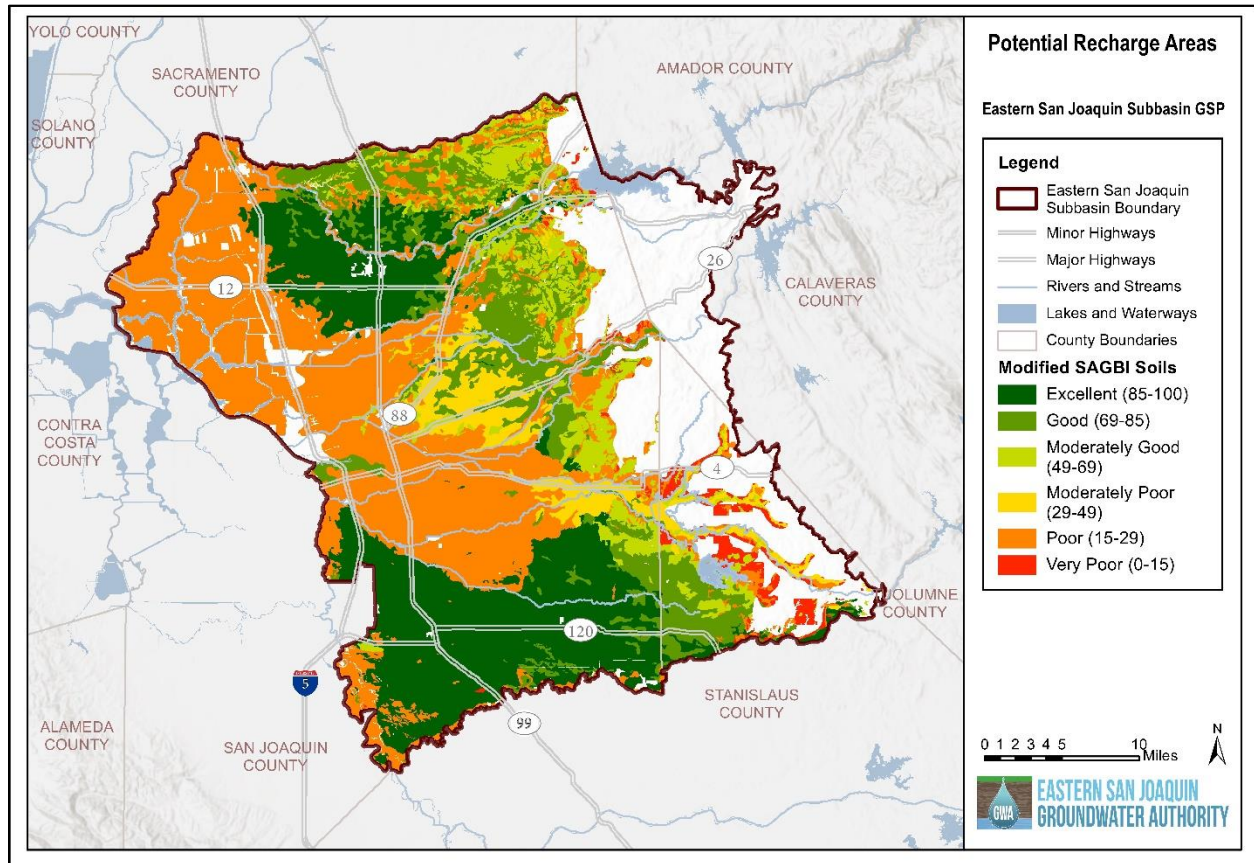 YOLO COUNTY
SACRAMENTO
COUNTY
AMADOR COUNTY
SOLANO
COUNTY
26
CALAVERAS
COUNTY
12
CONTRA
COSTA
COUNTY
88
4
TUOLUMNE
COUNTY
120
5
STANISLAUS
COUNTY
99
ALAMEDA
COUNTY
SAN JOAQUIN
COUNTY
Potential Recharge Areas
Eastern San Joaquin Subbasin GSP
Legend
Eastern San Joaquin
Subbasin Boundary
Minor Highways
Major Highways
Rivers and Streams
Lakes and Waterways
County Boundaries
Modified SAGBI Soils
Excellent (85-100)
Good (69-85)
Moderately Good
(49-69)
Moderately Poor
(29-49)
Poor (15-29)
Very Poor (0-15)
N
0 1 2 3 4 5 10
Miles
GWA
EASTERN SAN JOAQUIN
GROUNDWATER AUTHORITY